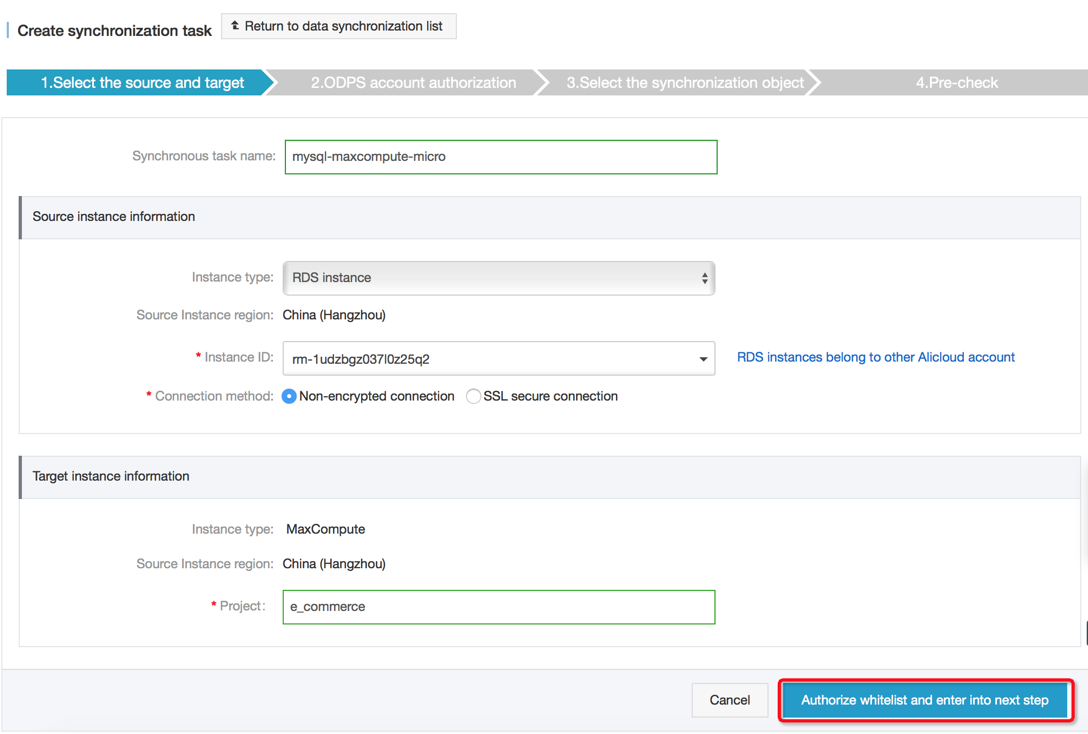 Create synchronization task
Return to data synchronization list
1.Select the source and target
2.ODPS account authorization
3.Select the synchronization object
4.Pre-check
Synchronous task name: mysql-maxcompute-micro
Source instance information
Instance type: RDS instance
Source Instance region: China (Hangzhou)
* Instance ID: rm-1udzbgz037l0z25q2 RDS instances belong to other Alicloud account
* Connection method: Non-encrypted connection SSL secure connection
Target instance information
Instance type: MaxCompute
Source Instance region: China (Hangzhou)
* Project: e_commerce
Cancel
Authorize whitelist and enter into next step